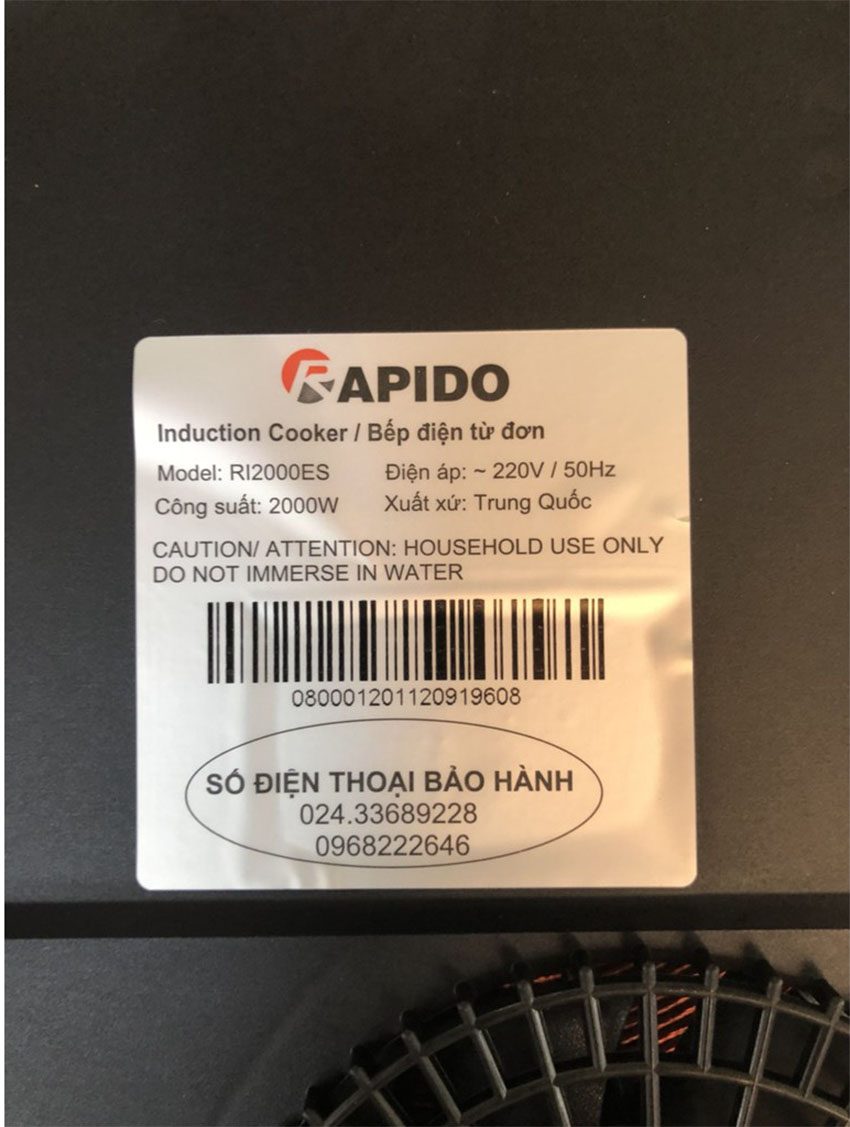 RAPIDO
Induction Cooker / Bếp điện từ đơn
Model: RI2000ES Điện áp: ~ 220V / 50Hz
Công suất: 2000W Xuất xứ: Trung Quốc
CAUTION/ ATTENTION: HOUSEHOLD USE ONLY
DO NOT IMMERSE IN WATER
080001201120919608
SỐ ĐIỆN THOẠI BẢO HÀNH
024.33689228
0968222646